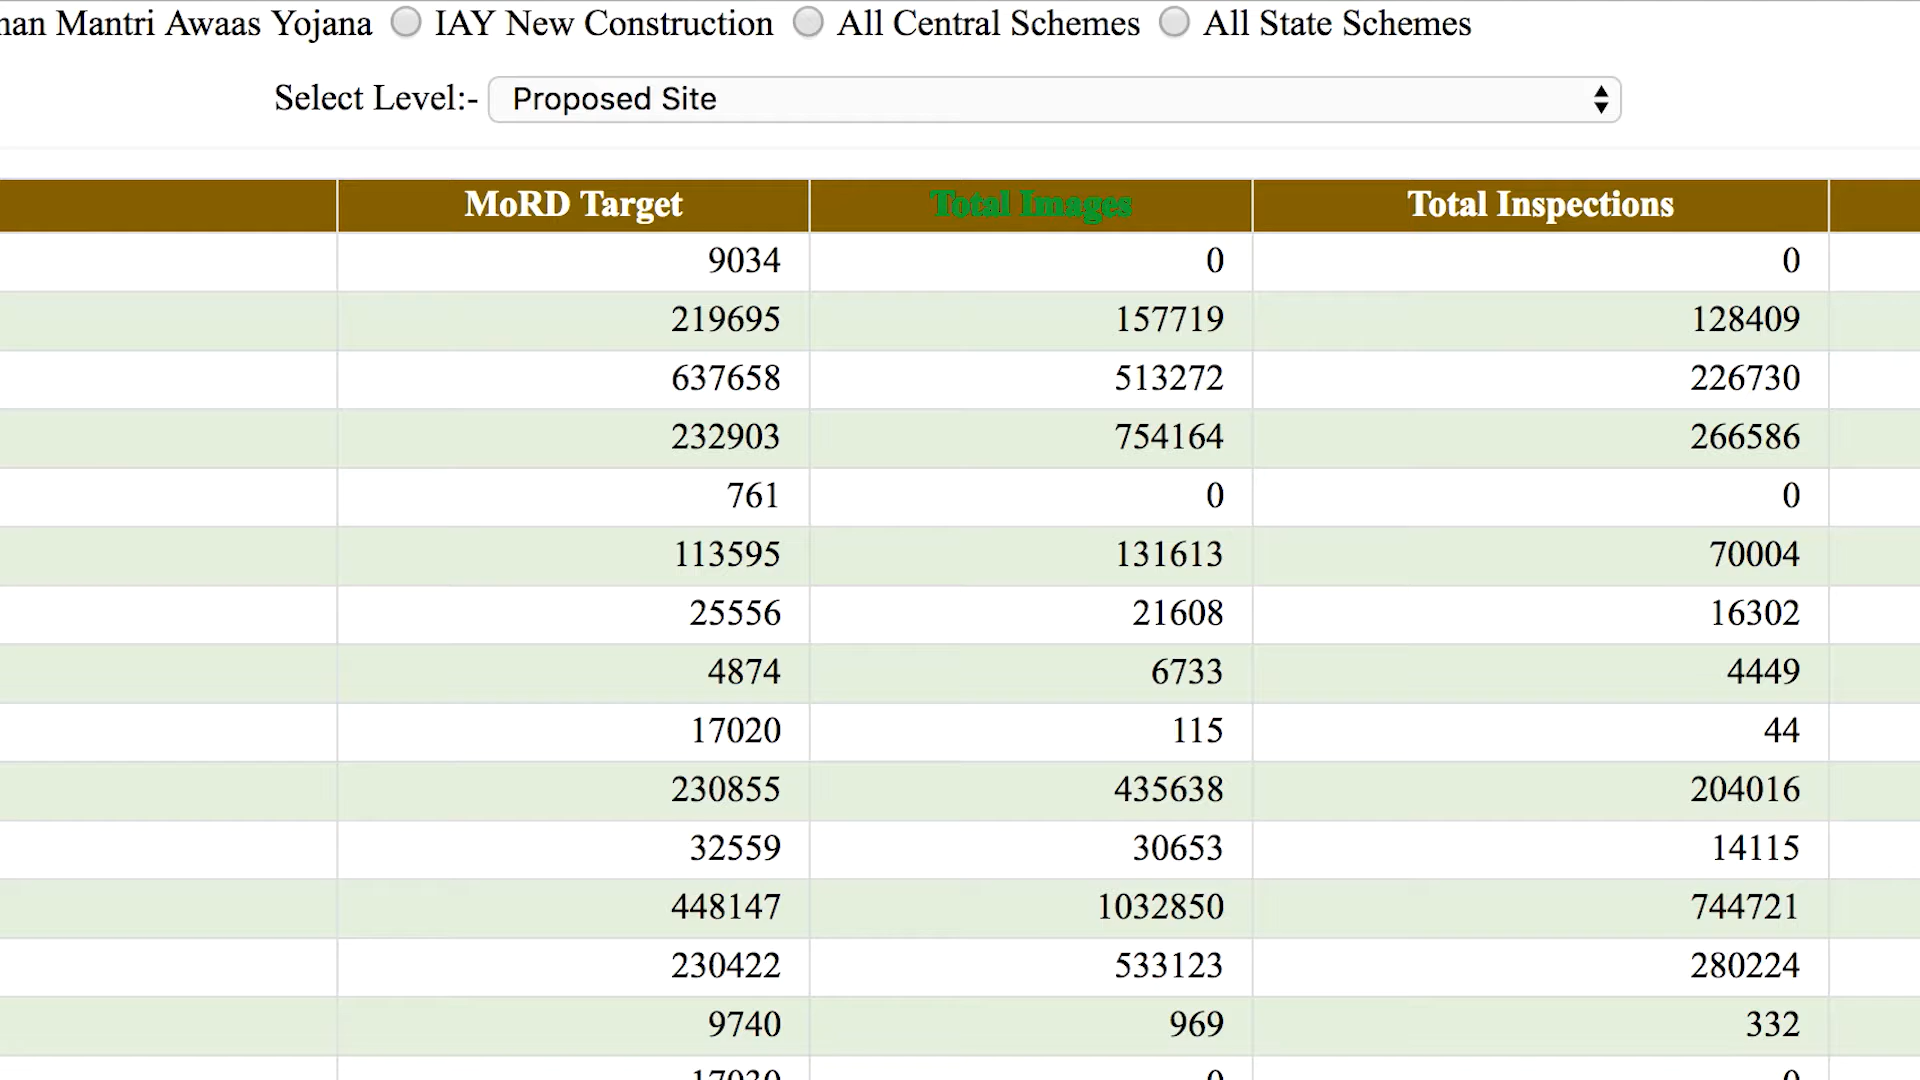 Mantri Awaas Yojana IAY New Construction All Central Schemes All State Schemes
Select Level:- Proposed Site
MoRD Target Total Images Total Inspections
9034 0 0
219695 157719 128409
637658 513272 226730
232903 754164 266586
761 0 0
113595 131613 70004
25556 21608 16302
4874 6733 4449
17020 115 44
230855 435638 204016
32559 30653 14115
448147 1032850 744721
230422 533123 280224
9740 969 332